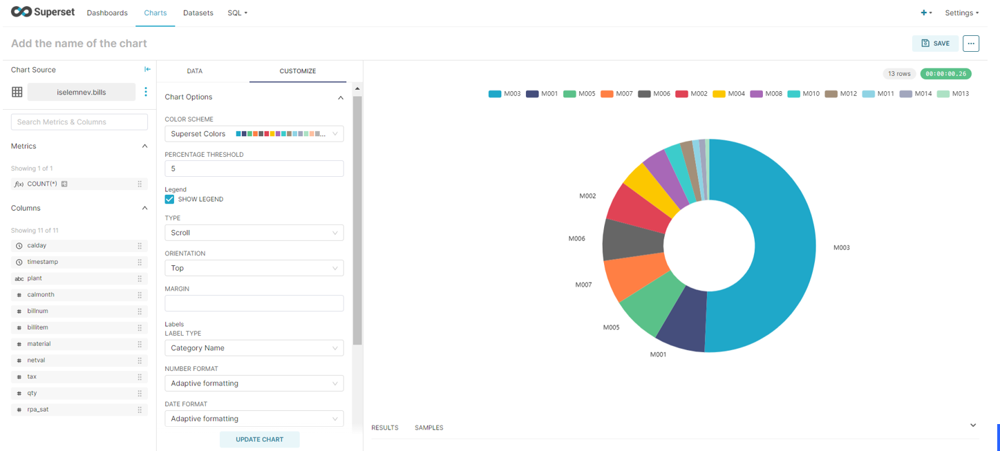 Superset Dashboards Charts Datasets SQL Settings
Add the name of the chart
SAVE
Chart Source
iselemnev.bills
Search Metrics & Columns
Metrics
Showing 1 of 1
ƒ(x) COUNT(*)
Columns
Showing 11 of 11
calday
timestamp
abc plant
# calmonth
# billnum
# billitem
# material
# netval
# tax
# qty
# rpa_sat
DATA CUSTOMIZE
Chart Options
COLOR SCHEME
Superset Colors ...
PERCENTAGE THRESHOLD
5
Legend
SHOW LEGEND
TYPE
Scroll
ORIENTATION
Top
MARGIN
Labels
LABEL TYPE
Category Name
NUMBER FORMAT
Adaptive formatting
DATE FORMAT
Adaptive formatting
UPDATE CHART
13 rows 00:00:00.26
M003 M001 M005 M007 M006 M002 M004 M008 M010 M012 M011 M014 M013
M002
M006
M003
M007
M005
M001
RESULTS SAMPLES